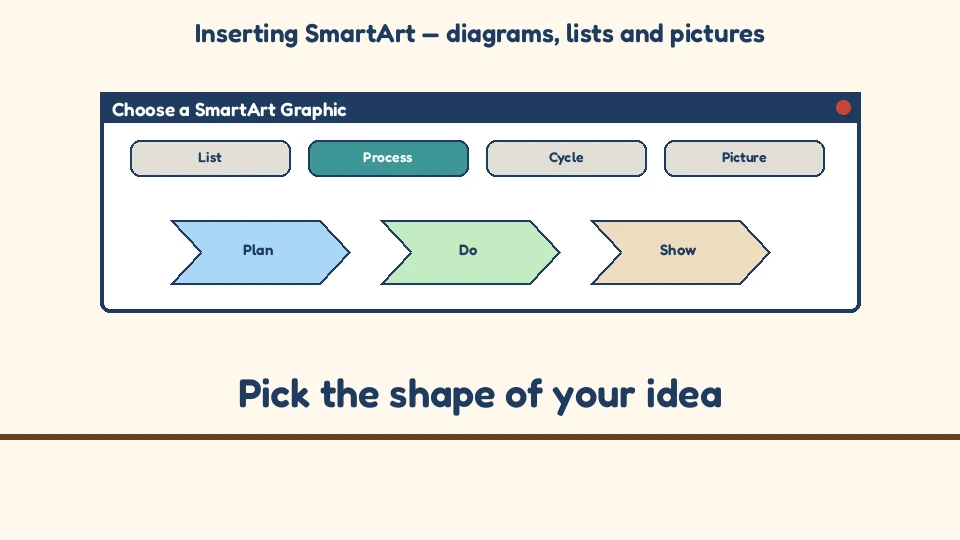 Inserting SmartArt — diagrams, lists and pictures
Choose a SmartArt Graphic
List
Process
Cycle
Picture
Plan
Do
Show
Pick the shape of your idea